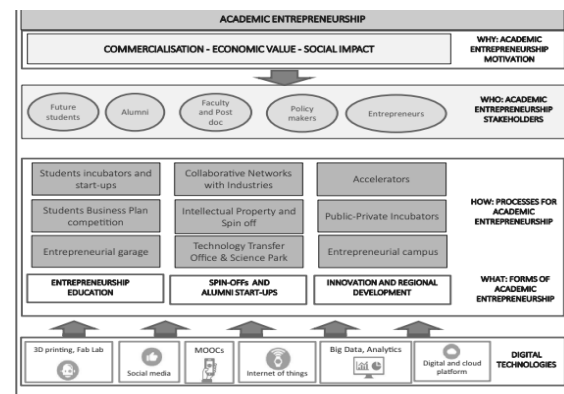 ACADEMIC ENTREPRENEURSHIP
COMMERCIALISATION - ECONOMIC VALUE - SOCIAL IMPACT
WHY: ACADEMIC
ENTREPRENEURSHIP
MOTIVATION
Future
students
Alumni
Faculty
and Post
doc
Policy
makers
Entrepreneurs
WHO: ACADEMIC
ENTREPRENEURSHIP
STAKEHOLDERS
Students incubators and
start-ups
Collaborative Networks
with Industries
Accelerators
Students Business Plan
competition
Intellectual Property and
Spin off
Public-Private Incubators
Entrepreneurial garage
Technology Transfer
Office & Science Park
Entrepreneurial campus
HOW: PROCESSES FOR
ACADEMIC
ENTREPRENEURSHIP
ENTREPRENEURSHIP
EDUCATION
SPIN-OFFs AND
ALUMNI START-UPS
INNOVATION AND REGIONAL
DEVELOPMENT
WHAT: FORMS OF
ACADEMIC
ENTREPRENEURSHIP
3D printing, Fab Lab
Social media
MOOCs
Internet of things
Big Data, Analytics
Digital and cloud
platform
DIGITAL
TECHNOLOGIES